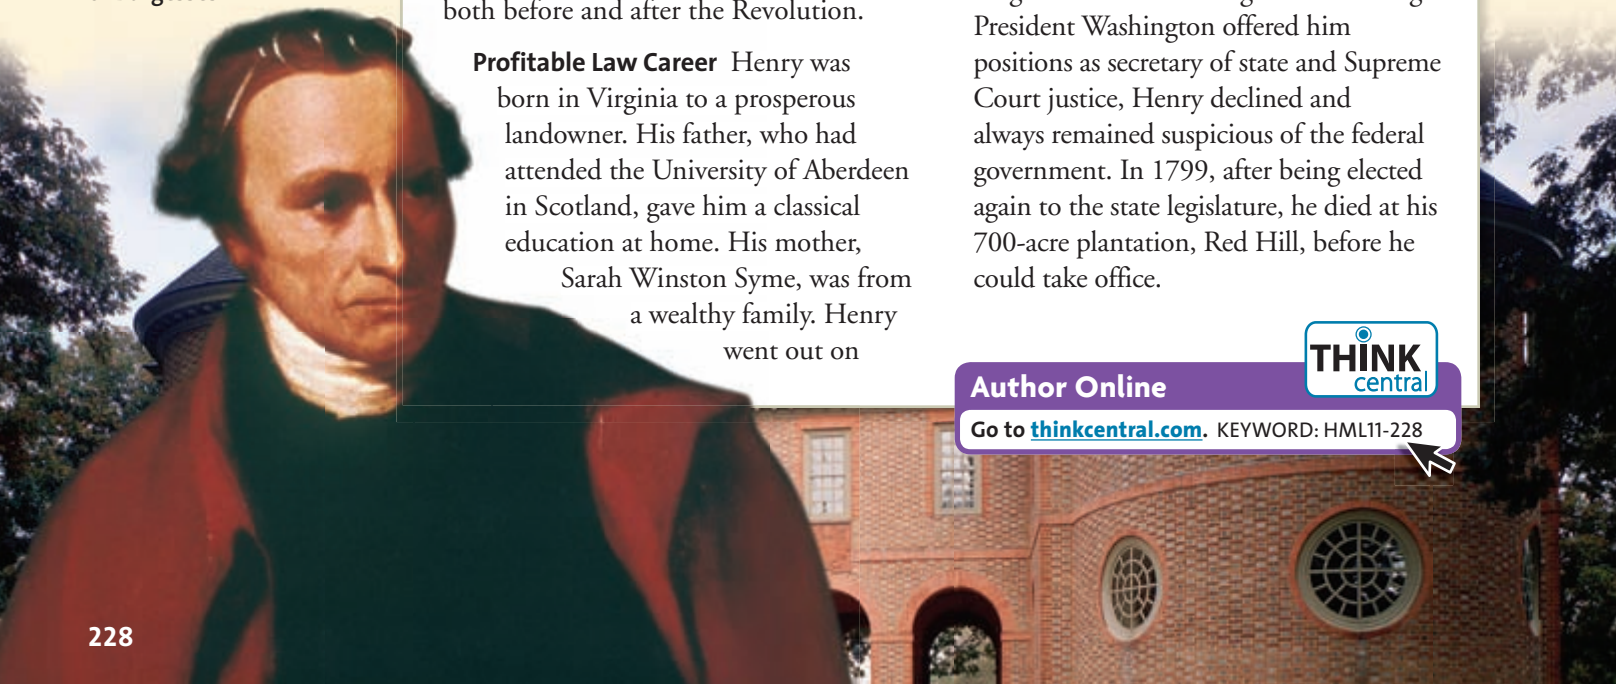 both before and after the Revolution.
Profitable Law Career Henry was
born in Virginia to a prosperous
landowner. His father, who had
attended the University of Aberdeen
in Scotland, gave him a classical
education at home. His mother,
Sarah Winston Syme, was from
a wealthy family. Henry
went out on
President Washington offered him
positions as secretary of state and Supreme
Court justice, Henry declined and
always remained suspicious of the federal
government. In 1799, after being elected
again to the state legislature, he died at his
700-acre plantation, Red Hill, before he
could take office.
THINK
central
Author Online
Go to thinkcentral.com. KEYWORD: HML11-228
228